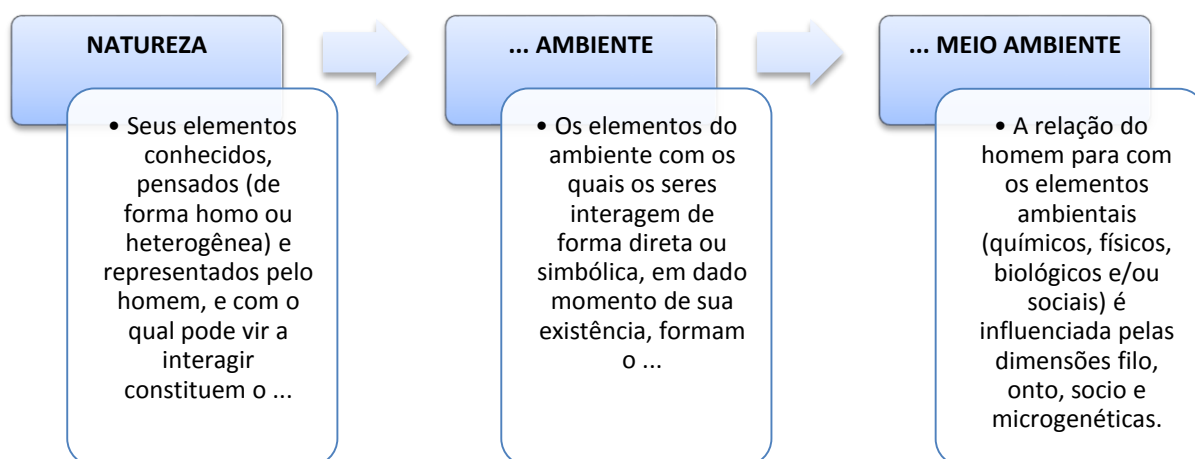 NATUREZA
• Seus elementos
conhecidos,
pensados (de
forma homo ou
heterogênea) e
representados pelo
homem, e com o
qual pode vir a
interagir
constituem o ...
... AMBIENTE
• Os elementos do
ambiente com os
quais os seres
interagem de
forma direta ou
simbólica, em dado
momento de sua
existência, formam
o ...
... MEIO AMBIENTE
• A relação do
homem para com
os elementos
ambientais
(químicos, físicos,
biológicos e/ou
sociais) é
influenciada pelas
dimensões filo,
onto, socio e
microgenéticas.